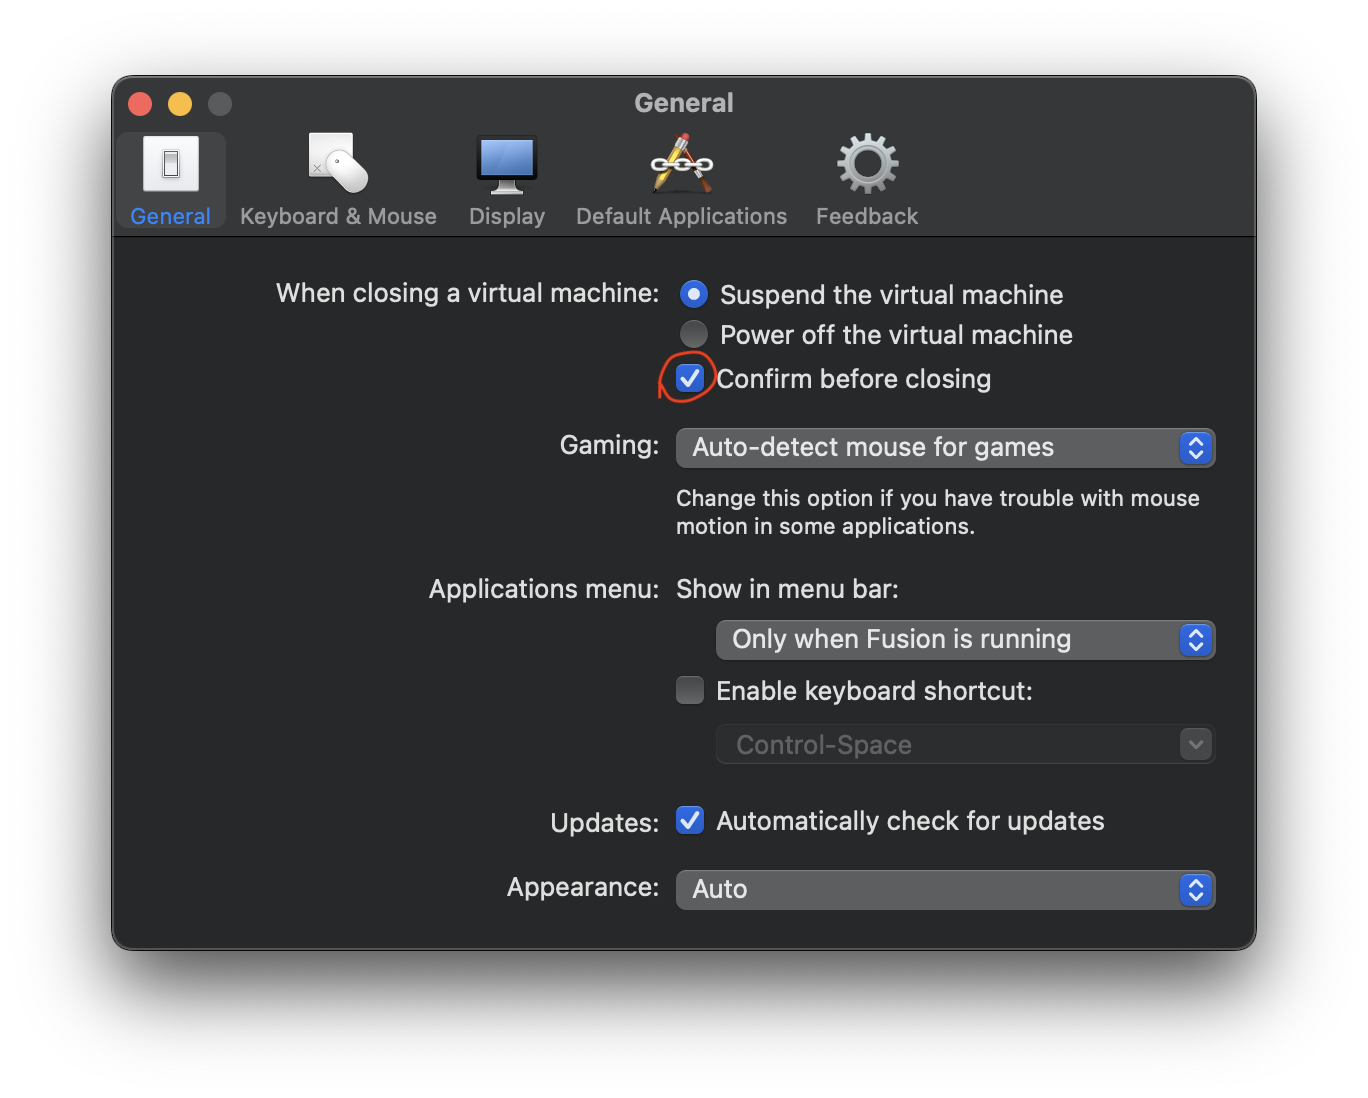 General
General
Keyboard & Mouse
Display
Default Applications
Feedback
When closing a virtual machine:
Suspend the virtual machine
Power off the virtual machine
Confirm before closing
Gaming:
Auto-detect mouse for games
Change this option if you have trouble with mouse
motion in some applications.
Applications menu:
Show in menu bar:
Only when Fusion is running
Enable keyboard shortcut:
Control-Space
Updates:
Automatically check for updates
Appearance:
Auto